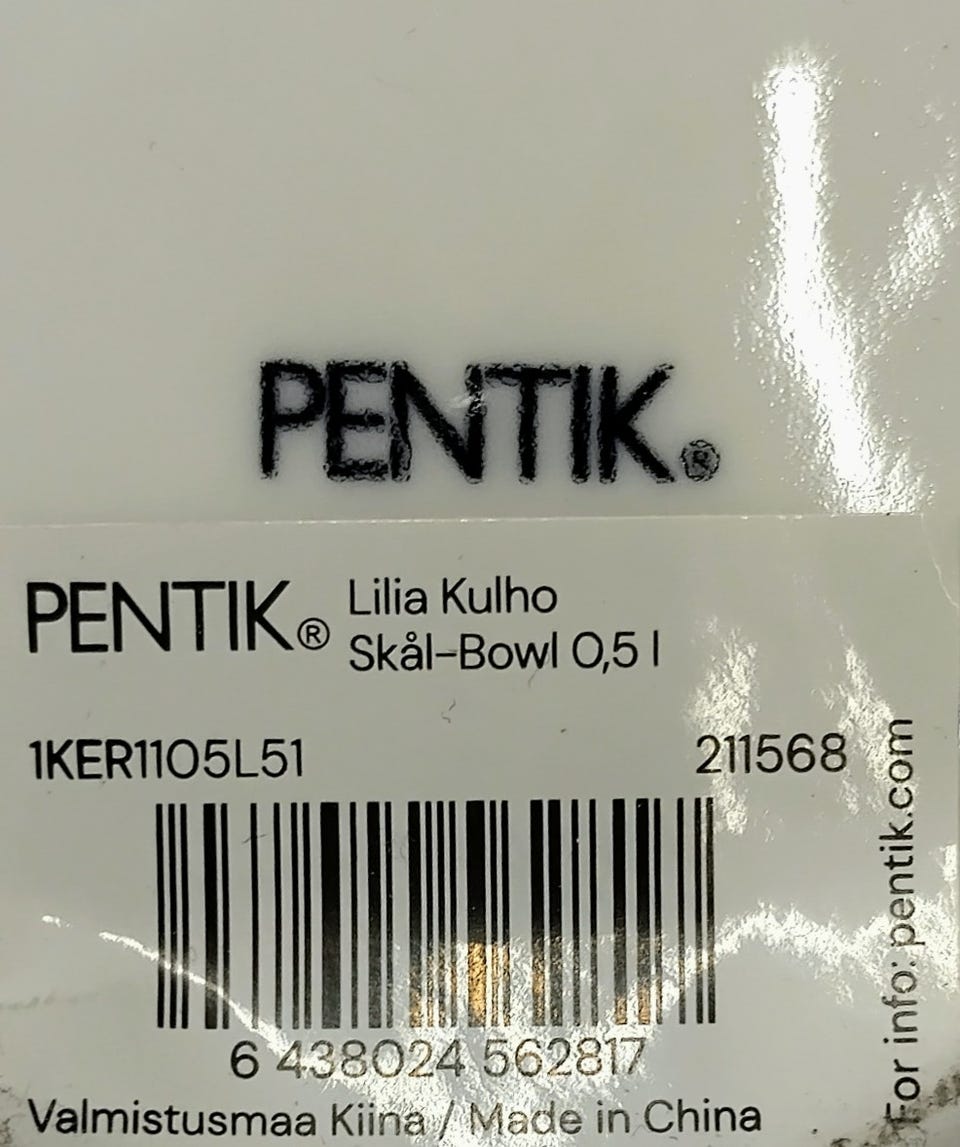 PENTIK®
PENTIK®
Lilia Kulho
Skål-Bowl 0,5 l
1KER1105L51
211568
6 438024 562817
Valmistusmaa Kiina / Made in China
For info: pentik.com